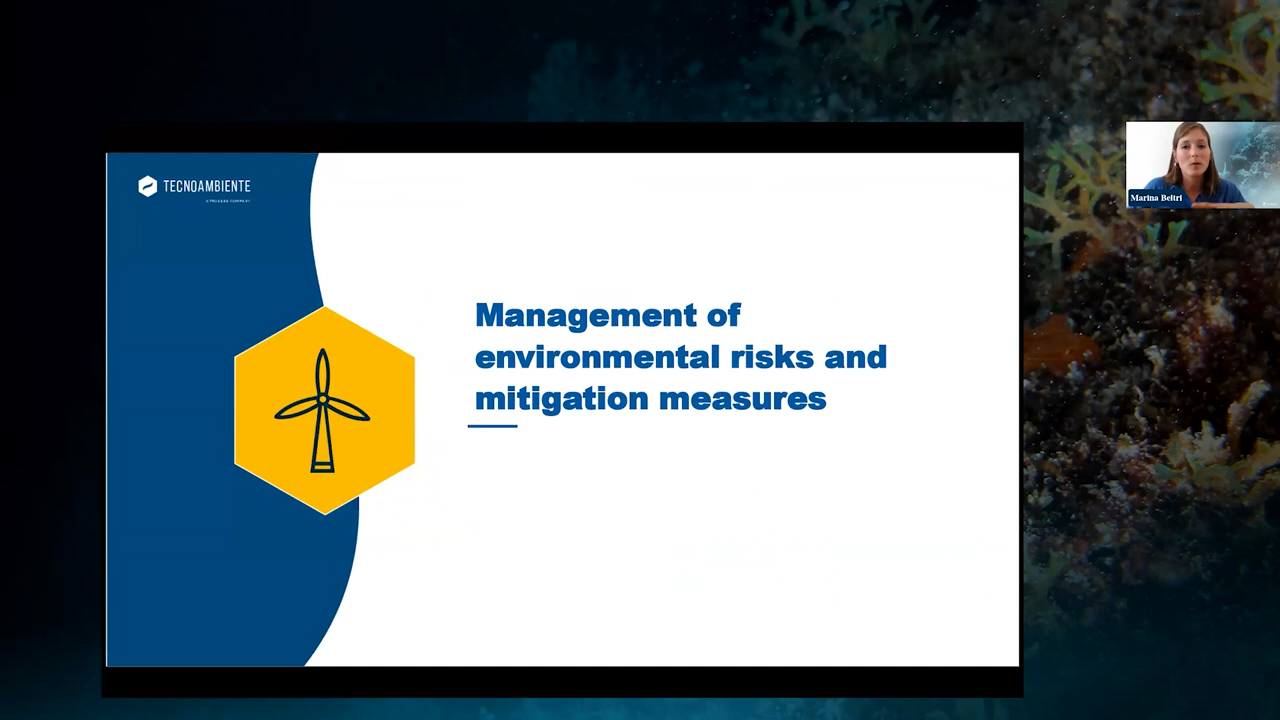 TECNOAMBIENTE
Management of
environmental risks and
mitigation measures
Marina Beltri